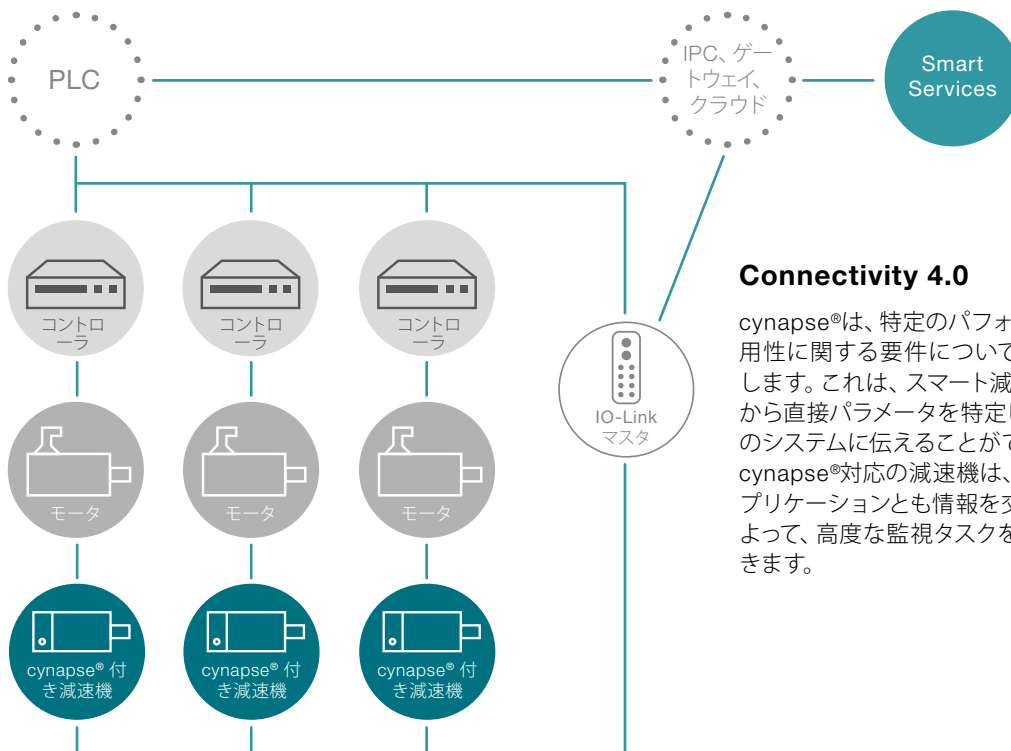 PLC
IPC、ゲー
トウェイ、
クラウド
Smart
Services
コントロ
ーラ
コントロ
ーラ
コントロ
ーラ
IO-Link
マスタ
モータ
モータ
モータ
cynapse® 付
き減速機
cynapse® 付
き減速機
cynapse® 付
き減速機
Connectivity 4.0
cynapse®は、特定のパフォ
用性に関する要件について
します。これは、スマート減
から直接パラメータを特定
のシステムに伝えることがで
cynapse®対応の減速機は、
プリケーションとも情報を交
よって、高度な監視タスクを
きます。